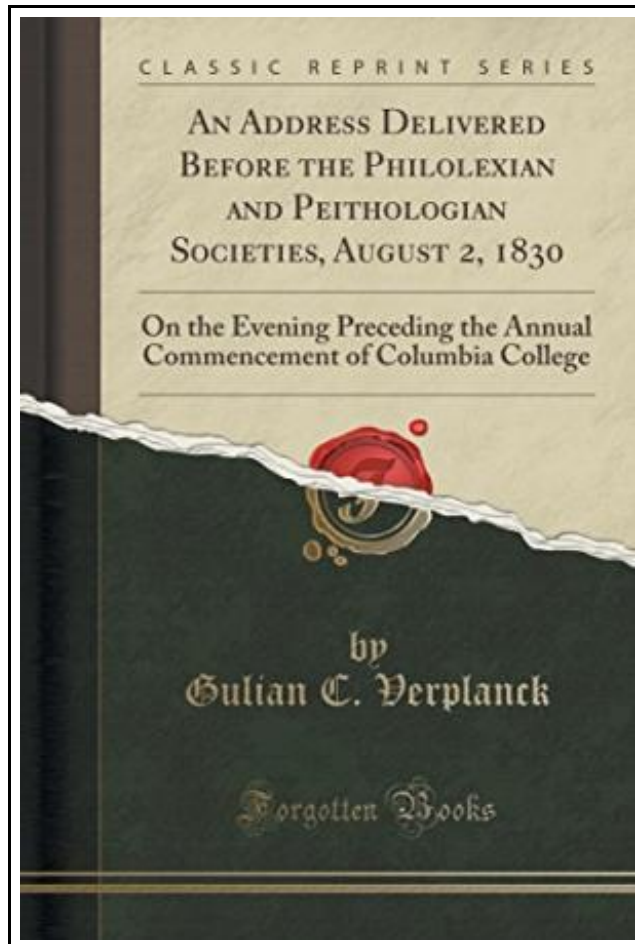 CLASSIC REPRINT SERIES
AN ADDRESS DELIVERED
BEFORE THE PHILOLEXIAN
AND PEITHOLOGIAN
SOCIETIES, AUGUST 2, 1830
On the Evening Preceding the Annual
Commencement of Columbia College
by
Gulian C. Verplanck
Forgotten Books